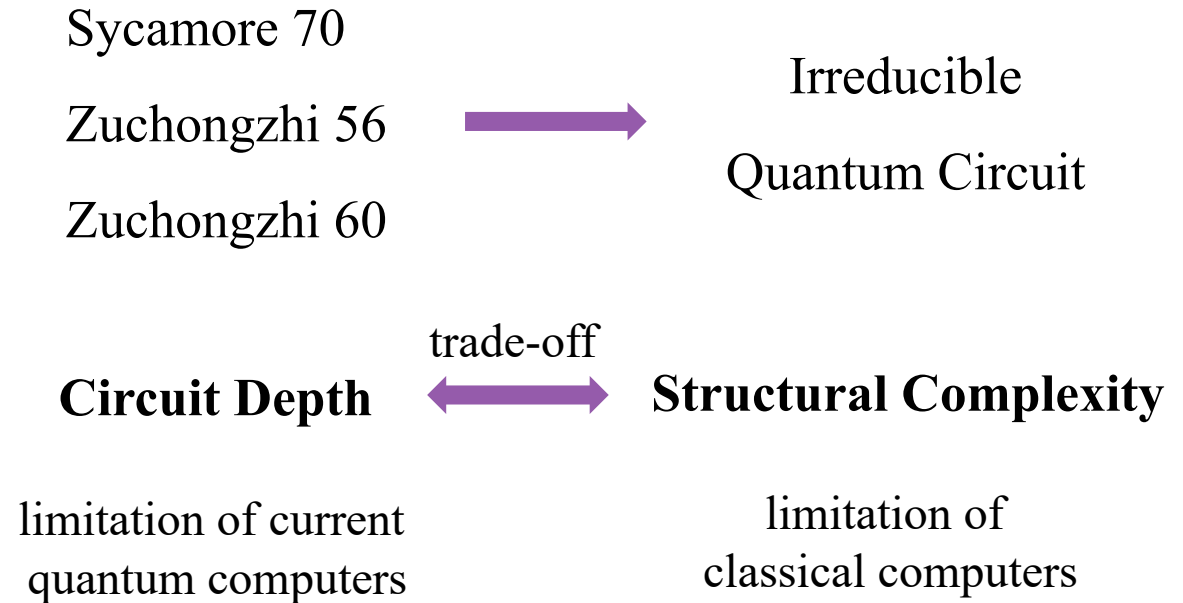 Sycamore 70
Zuchongzhi 56
Zuchongzhi 60
Irreducible
Quantum Circuit
trade-off
Circuit Depth
Structural Complexity
limitation of current
quantum computers
limitation of
classical computers